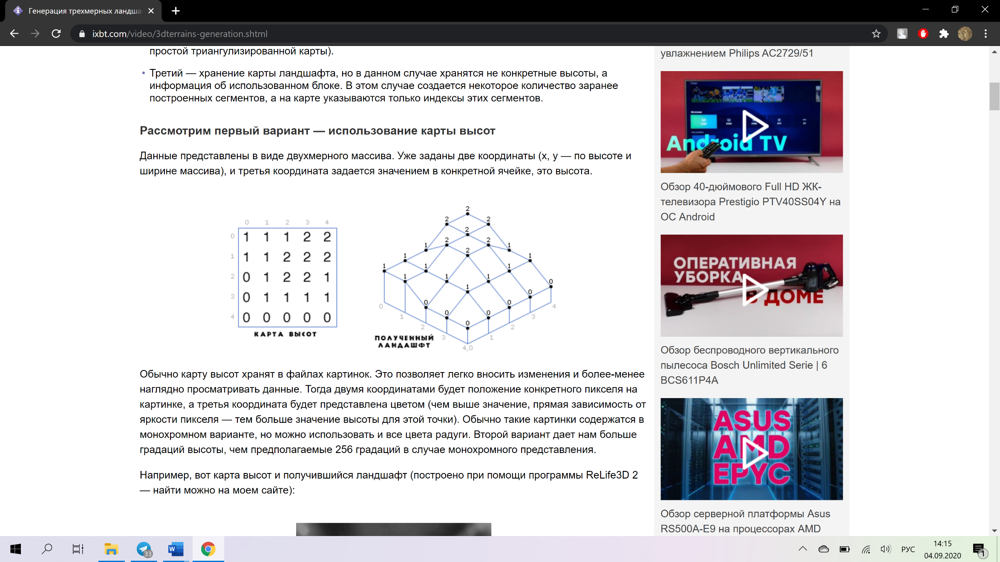 Генерация трехмерных ландша
ixbt.com/video/3dterrains-generation.shtml
простой триангулизированной карты).
• Третий — хранение карты ландшафта, но в данном случае хранятся не конкретные высоты, а
информация об использованном блоке. В этом случае создается некоторое количество заранее
построенных сегментов, а на карте указываются только индексы этих сегментов.
Рассмотрим первый вариант — использование карты высот
Данные представлены в виде двухмерного массива. Уже заданы две координаты (x, y — по высоте и
ширине массива), и третья координата задается значением в конкретной ячейке, это высота.
0 1 2 3 4
0 1 1 1 2 2
1 1 1 2 2 2
2 0 1 2 2 1
3 0 1 1 1 1
4 0 0 0 0 0
КАРТА ВЫСОТ
2
2 2
2
2 2
1 2 1
1 1
1 1 1
1 1 1
1 0
0 0
0 0
0 0
0
0 4
1 3
2 2
3 1
4,0
ПОЛУЧЕННЫЙ
ЛАНДАШФТ
Обычно карту высот хранят в файлах картинок. Это позволяет легко вносить изменения и более-менее
наглядно просматривать данные. Тогда двумя координатами будет положение конкретного пикселя на
картинке, а третья координата будет представлена цветом (чем выше значение, прямая зависимость от
яркости пикселя — тем больше значение высоты для этой точки). Обычно такие картинки содержатся в
монохромном варианте, но можно использовать и все цвета радуги. Второй вариант дает нам больше
градаций высоты, чем предполагаемые 256 градаций в случае монохромного представления.
Например, вот карта высот и получившийся ландшафт (построено при помощи программы ReLife3D 2
— найти можно на моем сайте):
увлажнением Philips AC2729/51
Android TV
Обзор 40-дюймового Full HD ЖК-
телевизора Prestigio PTV40SS04Y на
ОС Android
ОПЕРАТИВНАЯ
УБОРКА
В ДОМЕ
Обзор беспроводного вертикального
пылесоса Bosch Unlimited Serie | 6
BCS611P4A
ASUS
AMD
EPYC
Обзор серверной платформы Asus
RS500A-E9 на процессорах AMD
33
W
РУС
14:15
04.09.2020
1